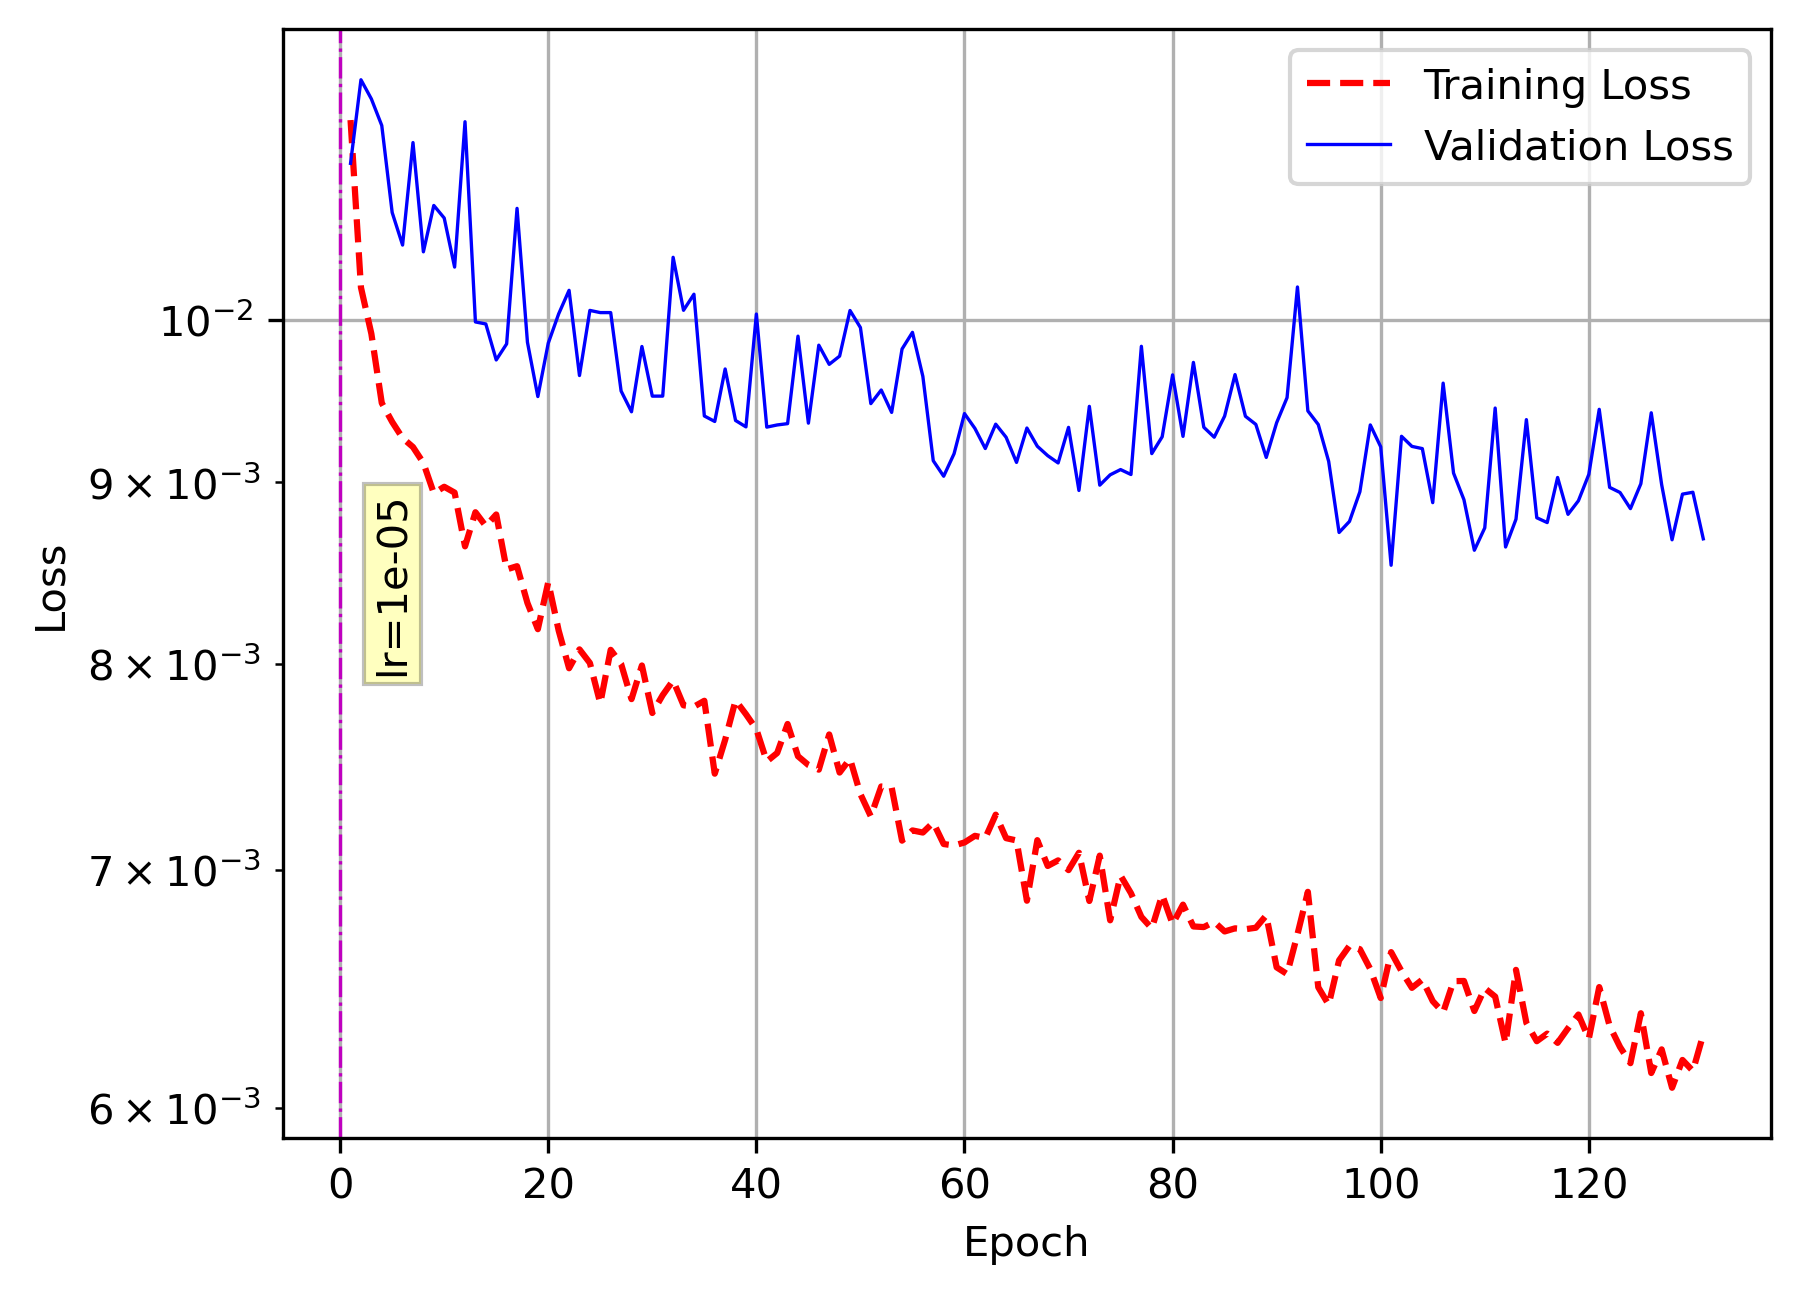 Training Loss
Validation Loss
10⁻²
9 × 10⁻³
8 × 10⁻³
7 × 10⁻³
6 × 10⁻³
Loss
lr=1e-05
0 20 40 60 80 100 120
Epoch